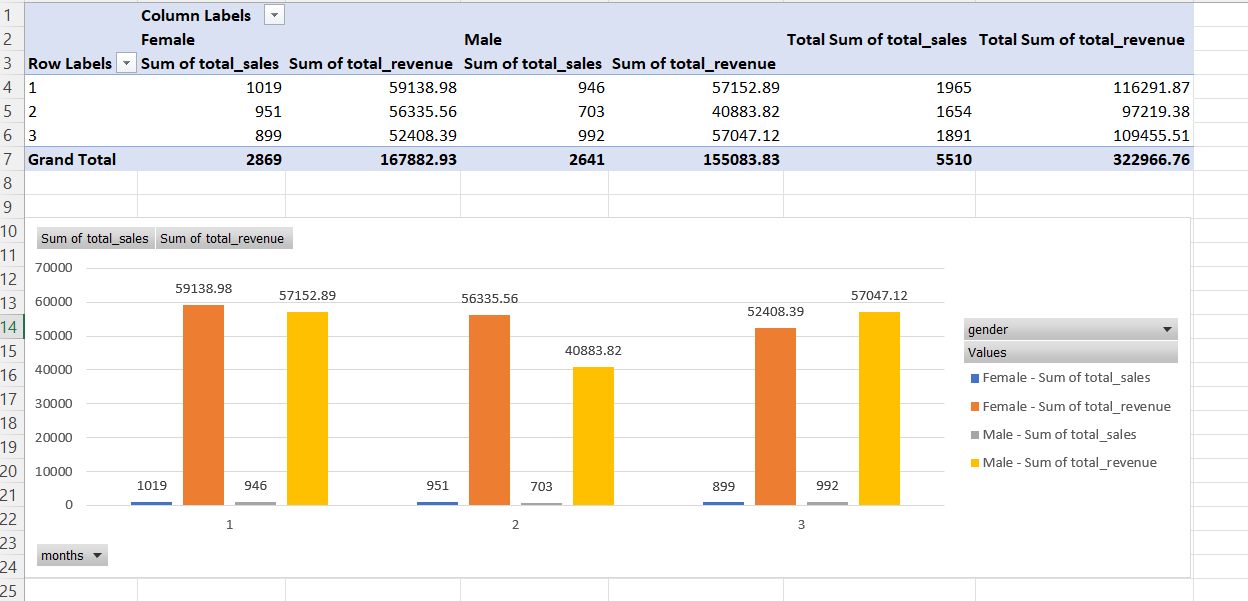 1 Column Labels
2 Female Male Total Sum of total_sales Total Sum of total_revenue
3 Row Labels Sum of total_sales Sum of total_revenue Sum of total_sales Sum of total_revenue
4 1 1019 59138.98 946 57152.89 1965 116291.87
5 2 951 56335.56 703 40883.82 1654 97219.38
6 3 899 52408.39 992 57047.12 1891 109455.51
7 Grand Total 2869 167882.93 2641 155083.83 5510 322966.76
8
9
10
11
12
13
14
15
16
17
18
19
20
21
22
23
24
25
Sum of total_sales Sum of total_revenue
70000
60000
50000
40000
30000
20000
10000
0
59138.98
57152.89
56335.56
40883.82
52408.39
57047.12
1019
946
951
703
899
992
1 2 3
months
gender
Values
Female - Sum of total_sales
Female - Sum of total_revenue
Male - Sum of total_sales
Male - Sum of total_revenue